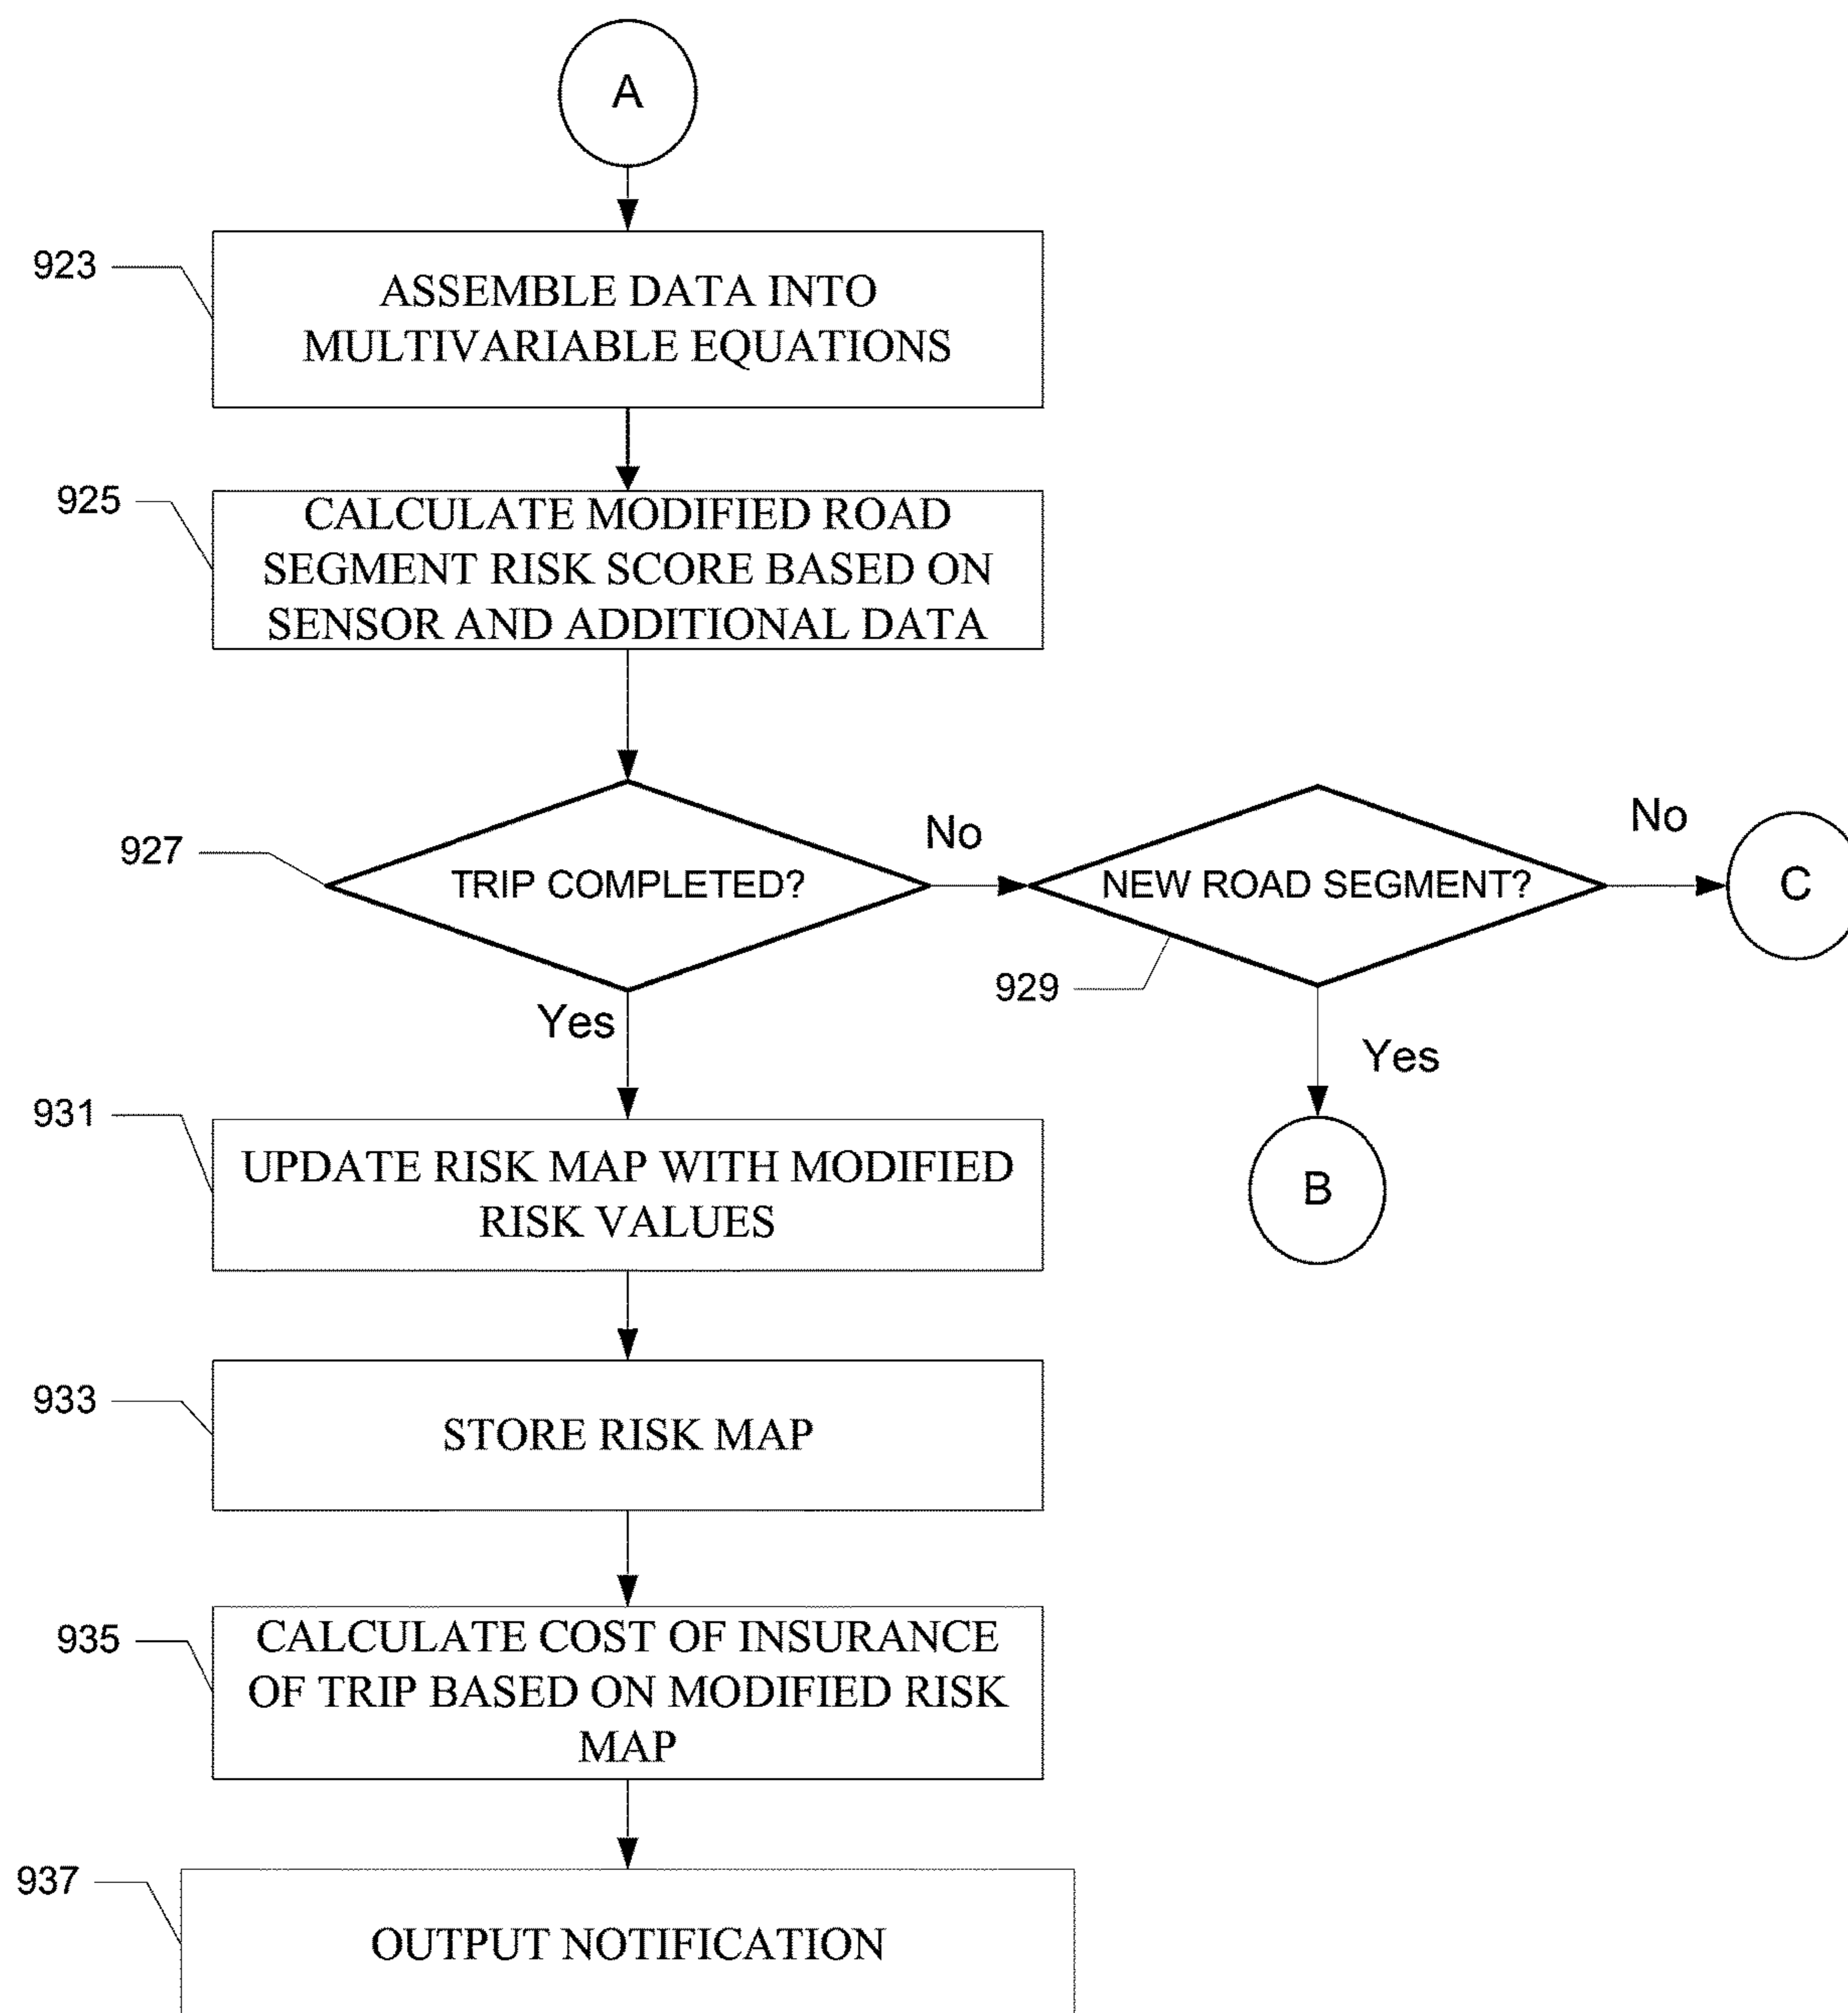 A
923
ASSEMBLE DATA INTO
MULTIVARIABLE EQUATIONS
925
CALCULATE MODIFIED ROAD
SEGMENT RISK SCORE BASED ON
SENSOR AND ADDITIONAL DATA
927
TRIP COMPLETED?
No
NEW ROAD SEGMENT?
No
C
929
Yes
Yes
B
931
UPDATE RISK MAP WITH MODIFIED
RISK VALUES
933
STORE RISK MAP
935
CALCULATE COST OF INSURANCE
OF TRIP BASED ON MODIFIED RISK
MAP
937
OUTPUT NOTIFICATION